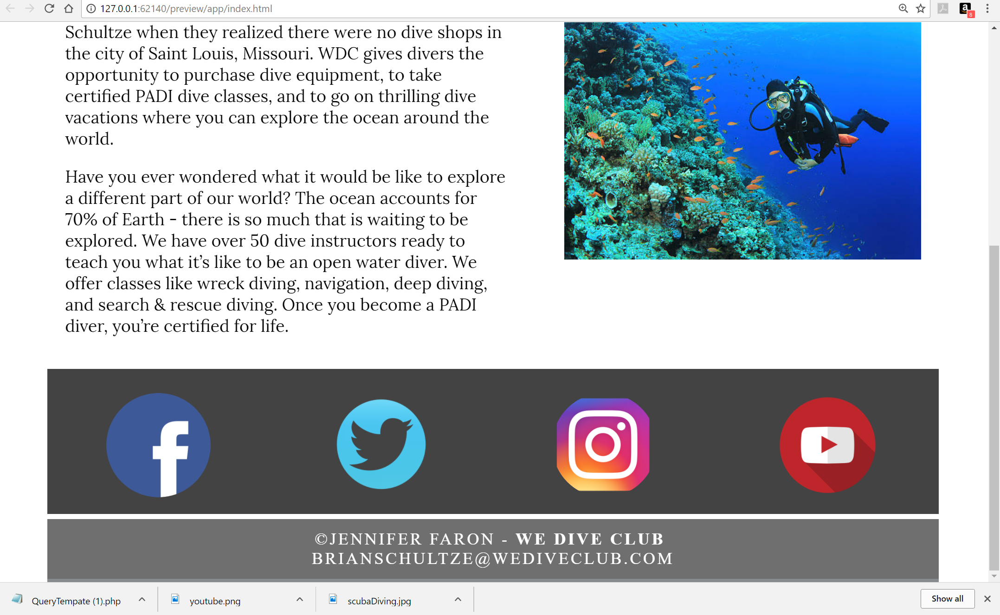 127.0.0.1:62140/preview/app/index.html
8
Schultze when they realized there were no dive shops in
the city of Saint Louis, Missouri. WDC gives divers the
opportunity to purchase dive equipment, to take
certified PADI dive classes, and to go on thrilling dive
vacations where you can explore the ocean around the
world.
Have you ever wondered what it would be like to explore
a different part of our world? The ocean accounts for
70% of Earth - there is so much that is waiting to be
explored. We have over 50 dive instructors ready to
teach you what it’s like to be an open water diver. We
offer classes like wreck diving, navigation, deep diving,
and search & rescue diving. Once you become a PADI
diver, you’re certified for life.
©JENNIFER FARON - WE DIVE CLUB
BRIANSCHULTZE@WEDIVECLUB.COM
QueryTempate (1).php
youtube.png
scubaDiving.jpg
Show all